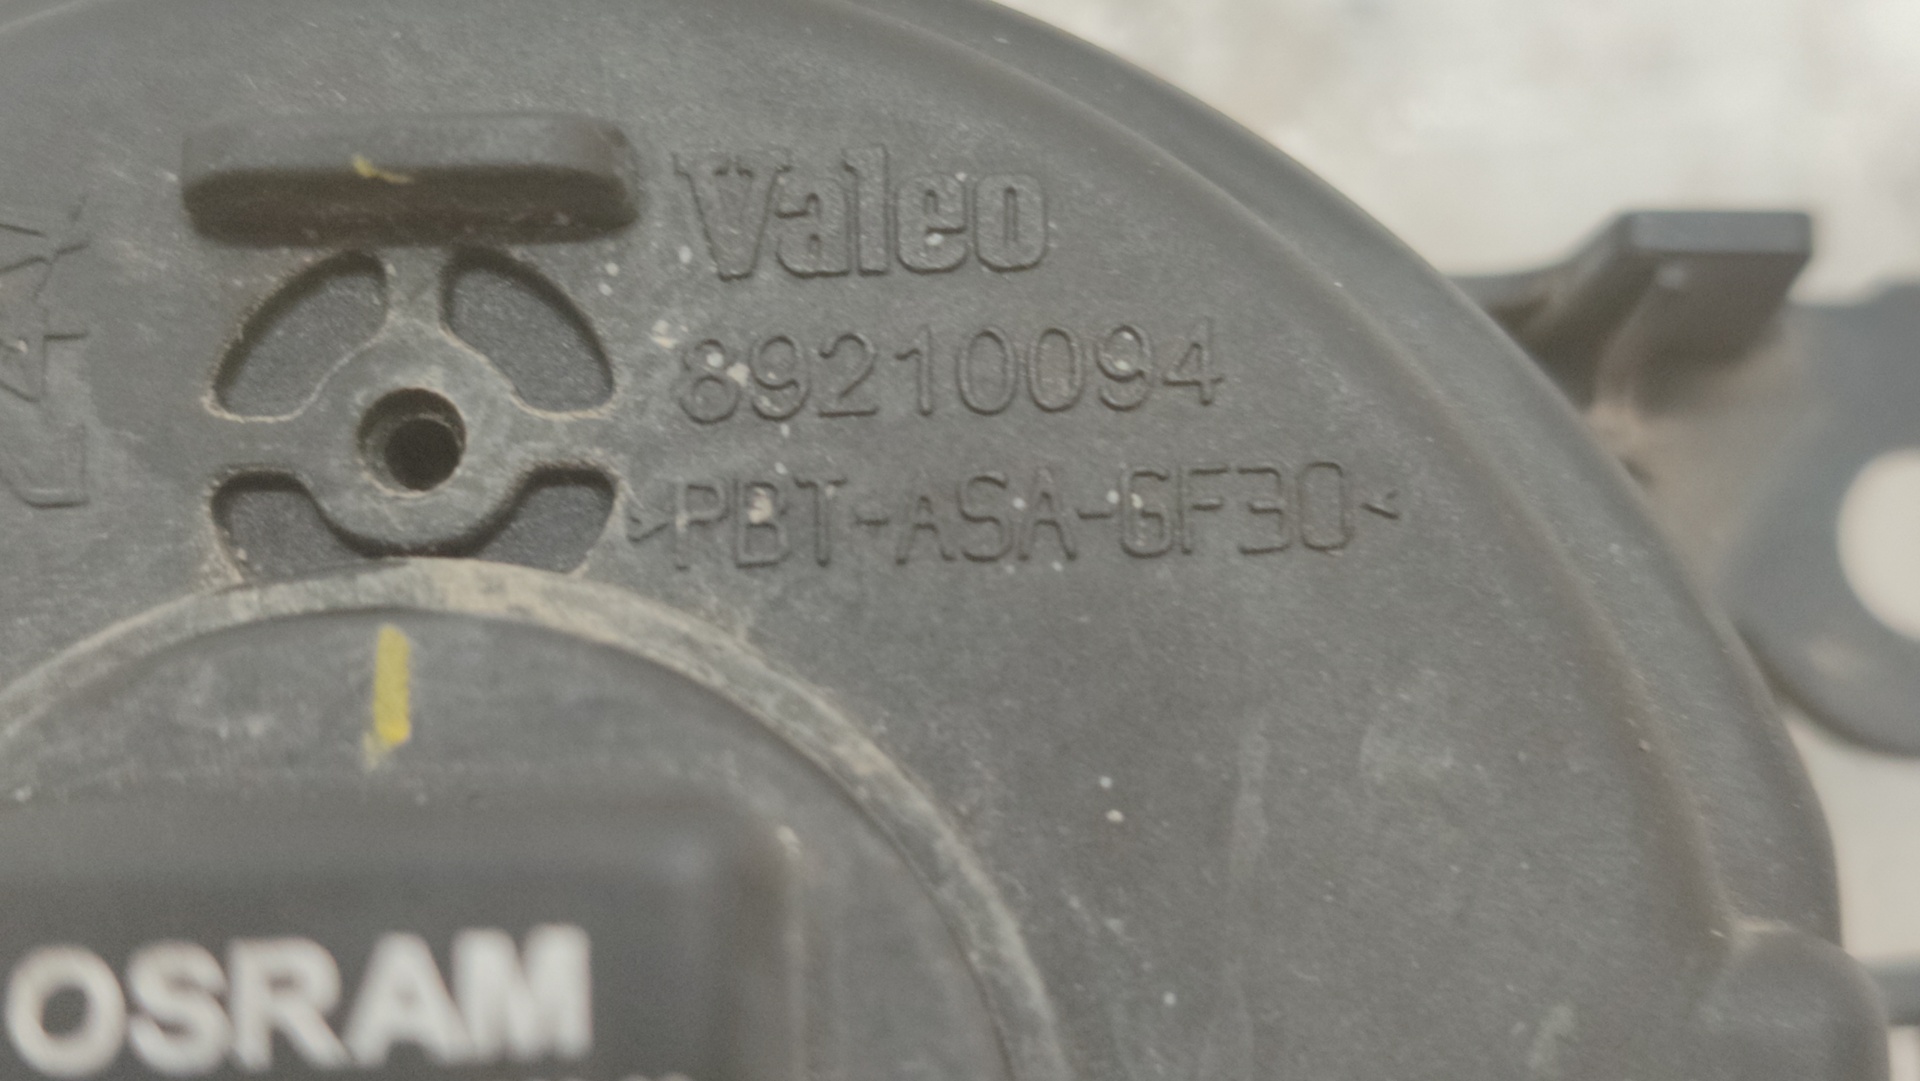 Valeo
89210094
>PBT-ASA-GF30<
OSRAM